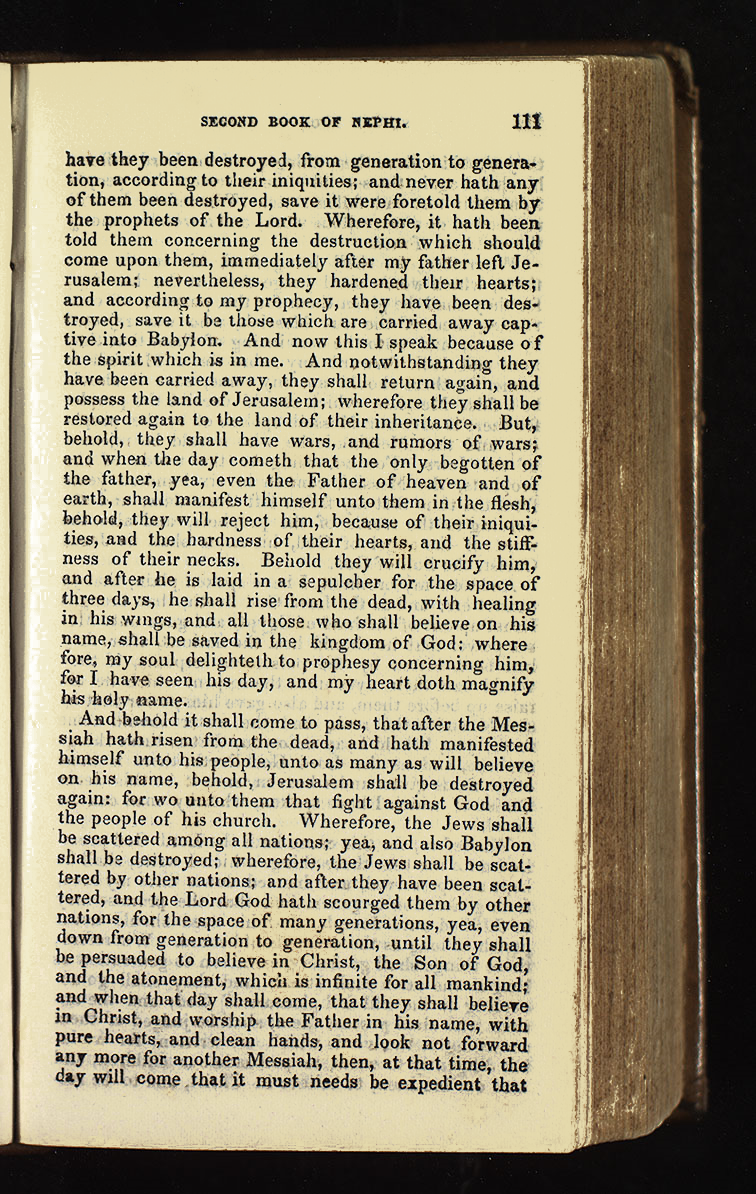 SECOND BOOK OF NEPHI. 111
have they been destroyed, from generation to genera-
tion, according to their iniquities; and never hath any
of them been destroyed, save it were foretold them by
the prophets of the Lord. Wherefore, it hath been
told them concerning the destruction which should
come upon them, immediately after my father left Je-
rusalem; nevertheless, they hardened their hearts;
and according to my prophecy, they have been des-
troyed, save it be those which are carried away cap-
tive into Babylon. And now this I speak because of
the spirit which is in me. And notwithstanding they
have been carried away, they shall return again, and
possess the land of Jerusalem; wherefore they shall be
restored again to the land of their inheritance. But,
behold, they shall have wars, and rumors of wars;
and when the day cometh that the only begotten of
the father, yea, even the Father of heaven and of
earth, shall manifest himself unto them in the flesh,
behold, they will reject him, because of their iniqui-
ties, and the hardness of their hearts, and the stiff-
ness of their necks. Behold they will crucify him,
and after he is laid in a sepulcher for the space of
three days, he shall rise from the dead, with healing
in his wings, and all those who shall believe on his
name, shall be saved in the kingdom of God: where
fore, my soul delighteth to prophesy concerning him,
for I have seen his day, and my heart doth magnify
his holy name.
And behold it shall come to pass, that after the Mes-
siah hath risen from the dead, and hath manifested
himself unto his people, unto as many as will believe
on his name, behold, Jerusalem shall be destroyed
again: for wo unto them that fight against God and
the people of his church. Wherefore, the Jews shall
be scattered among all nations; yea, and also Babylon
shall be destroyed; wherefore, the Jews shall be scat-
tered by other nations; and after they have been scat-
tered, and the Lord God hath scourged them by other
nations, for the space of many generations, yea, even
down from generation to generation, until they shall
be persuaded to believe in Christ, the Son of God,
and the atonement, which is infinite for all mankind;
and when that day shall come, that they shall believe
in Christ, and worship the Father in his name, with
pure hearts, and clean hands, and look not forward
any more for another Messiah, then, at that time, the
day will come that it must needs be expedient that